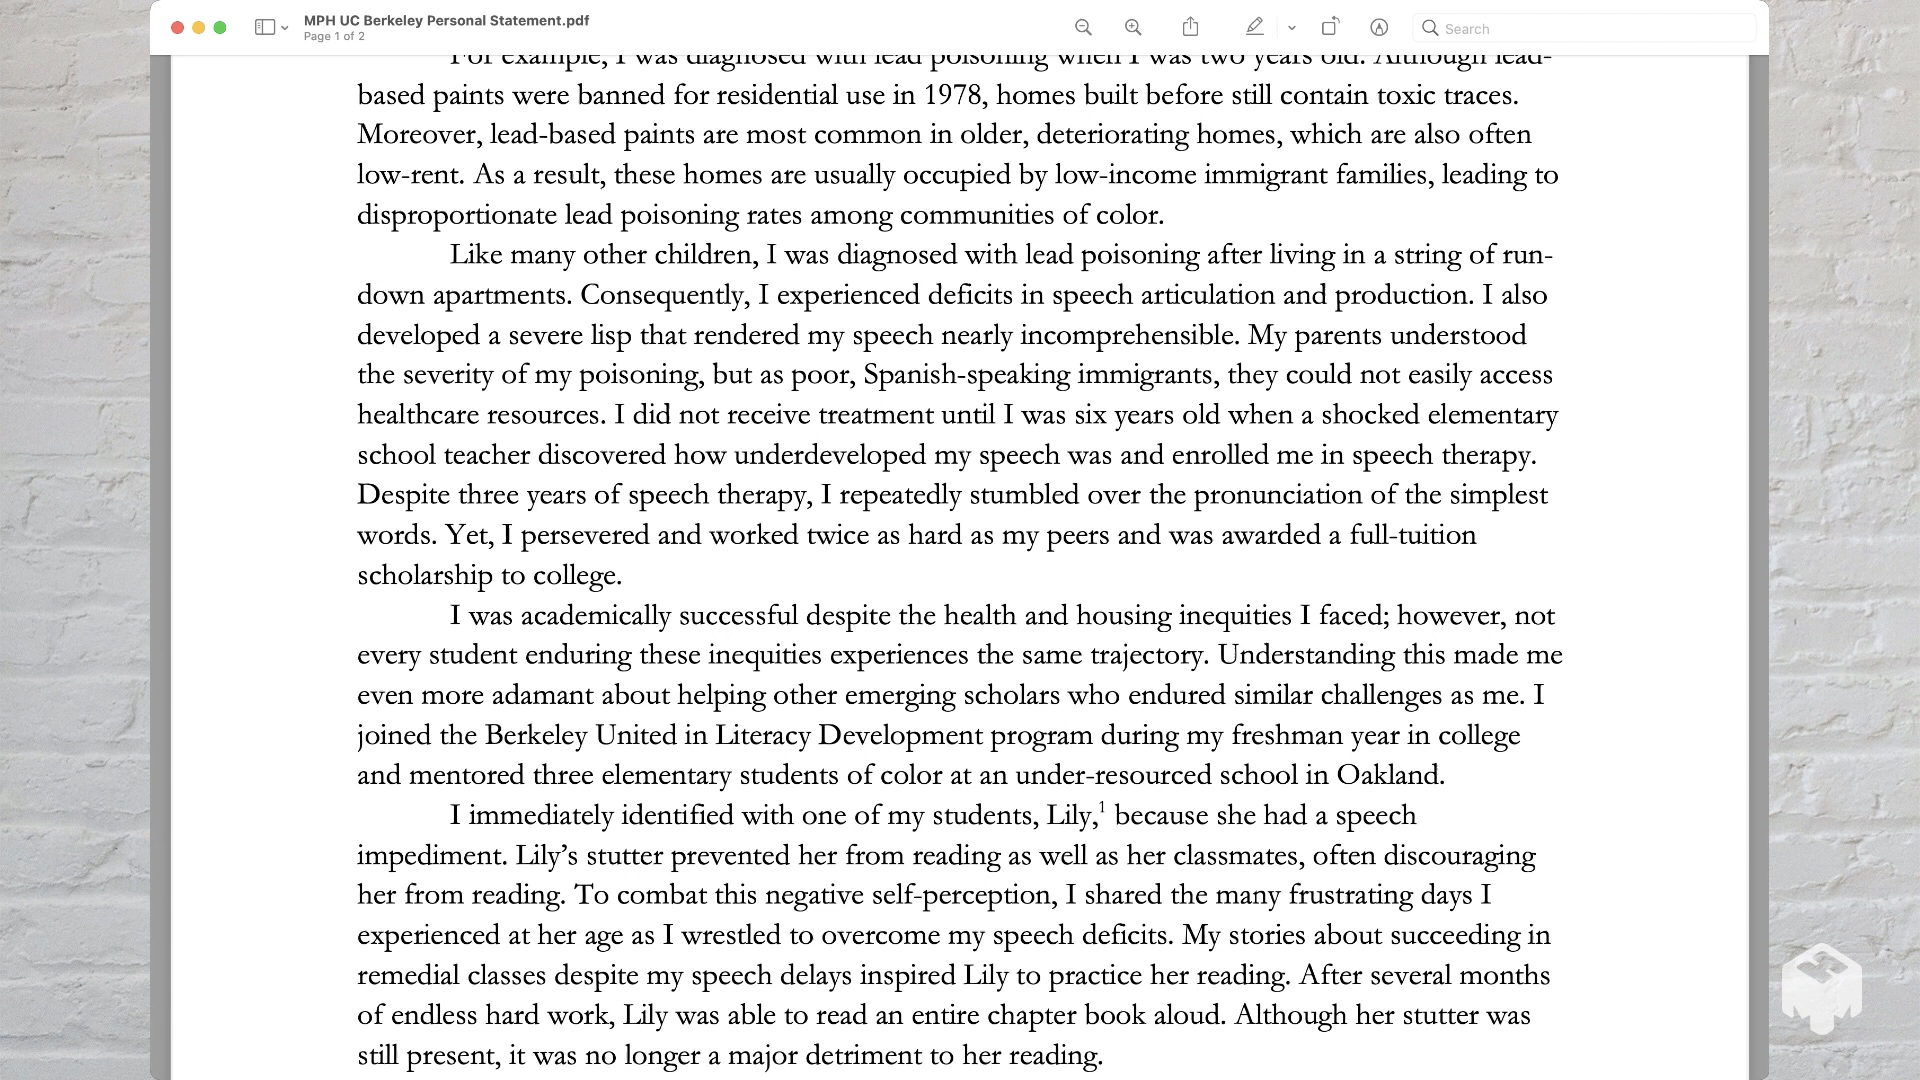 MPH UC Berkeley Personal Statement.pdf
Page 1 of 2
Search
For example, I was diagnosed with lead poisoning when I was two years old. Although lead-
based paints were banned for residential use in 1978, homes built before still contain toxic traces.
Moreover, lead-based paints are most common in older, deteriorating homes, which are also often
low-rent. As a result, these homes are usually occupied by low-income immigrant families, leading to
disproportionate lead poisoning rates among communities of color.
Like many other children, I was diagnosed with lead poisoning after living in a string of run-
down apartments. Consequently, I experienced deficits in speech articulation and production. I also
developed a severe lisp that rendered my speech nearly incomprehensible. My parents understood
the severity of my poisoning, but as poor, Spanish-speaking immigrants, they could not easily access
healthcare resources. I did not receive treatment until I was six years old when a shocked elementary
school teacher discovered how underdeveloped my speech was and enrolled me in speech therapy.
Despite three years of speech therapy, I repeatedly stumbled over the pronunciation of the simplest
words. Yet, I persevered and worked twice as hard as my peers and was awarded a full-tuition
scholarship to college.
I was academically successful despite the health and housing inequities I faced; however, not
every student enduring these inequities experiences the same trajectory. Understanding this made me
even more adamant about helping other emerging scholars who endured similar challenges as me. I
joined the Berkeley United in Literacy Development program during my freshman year in college
and mentored three elementary students of color at an under-resourced school in Oakland.
I immediately identified with one of my students, Lily,¹ because she had a speech
impediment. Lily’s stutter prevented her from reading as well as her classmates, often discouraging
her from reading. To combat this negative self-perception, I shared the many frustrating days I
experienced at her age as I wrestled to overcome my speech deficits. My stories about succeeding in
remedial classes despite my speech delays inspired Lily to practice her reading. After several months
of endless hard work, Lily was able to read an entire chapter book aloud. Although her stutter was
still present, it was no longer a major detriment to her reading.